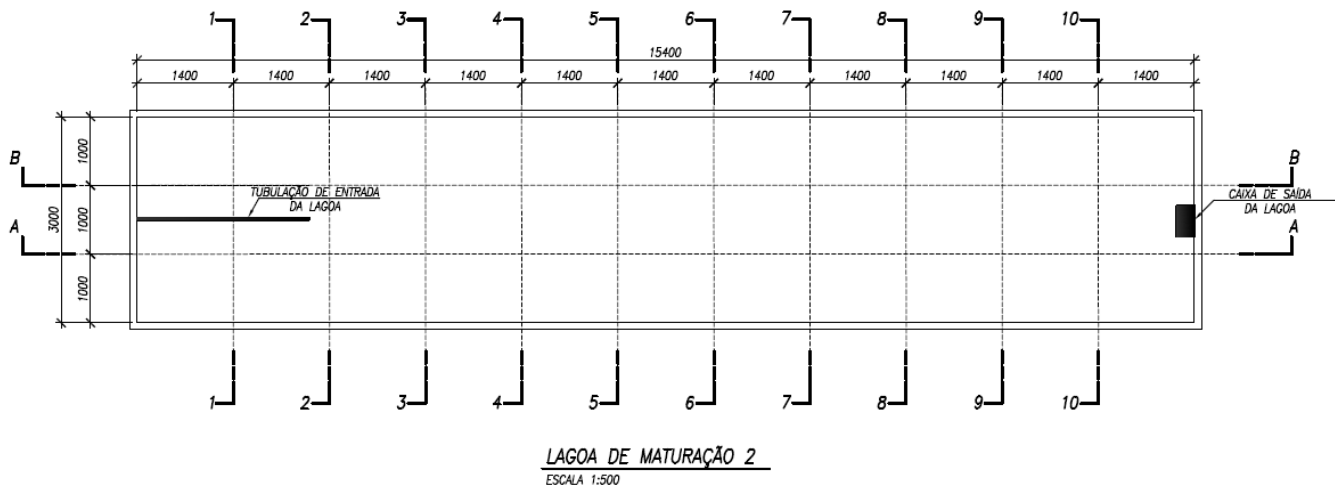 1 2 3 4 5 6 7 8 9 10
15400
1400 1400 1400 1400 1400 1400 1400 1400 1400 1400 1400
1000
B B
TUBULAÇÃO DE ENTRADA
DA LAGOA
CAIXA DE SAÍDA
DA LAGOA
3000
1000
A A
1000
1 2 3 4 5 6 7 8 9 10
LAGOA DE MATURAÇÃO 2
ESCALA 1:500